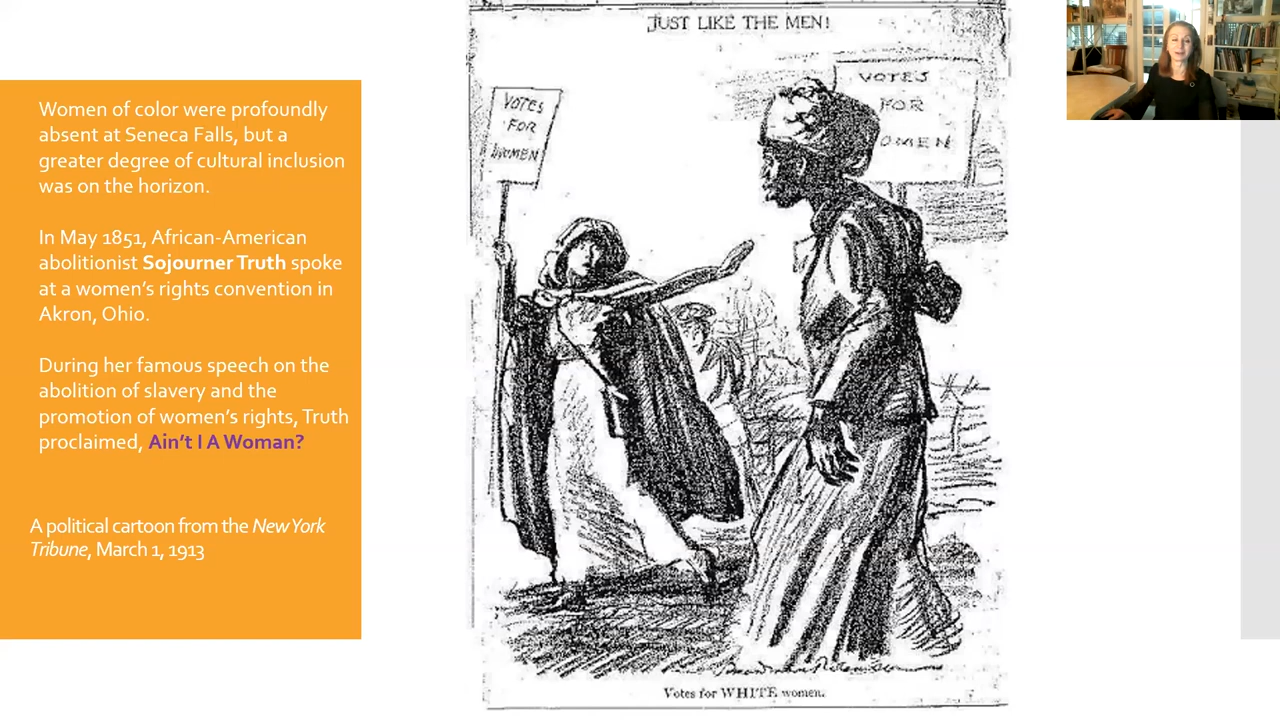 Women of color were profoundly
absent at Seneca Falls, but a
greater degree of cultural inclusion
was on the horizon.
In May 1851, African-American
abolitionist Sojourner Truth spoke
at a women's rights convention in
Akron, Ohio.
During her famous speech on the
abolition of slavery and the
promotion of women's rights, Truth
proclaimed, Ain't I A Woman?
A political cartoon from the New York
Tribune, March 1, 1913
JUST LIKE THE MEN!
VOTES
FOR
WOMEN
VOTES
FOR
OMEN
Votes for WHITE women.